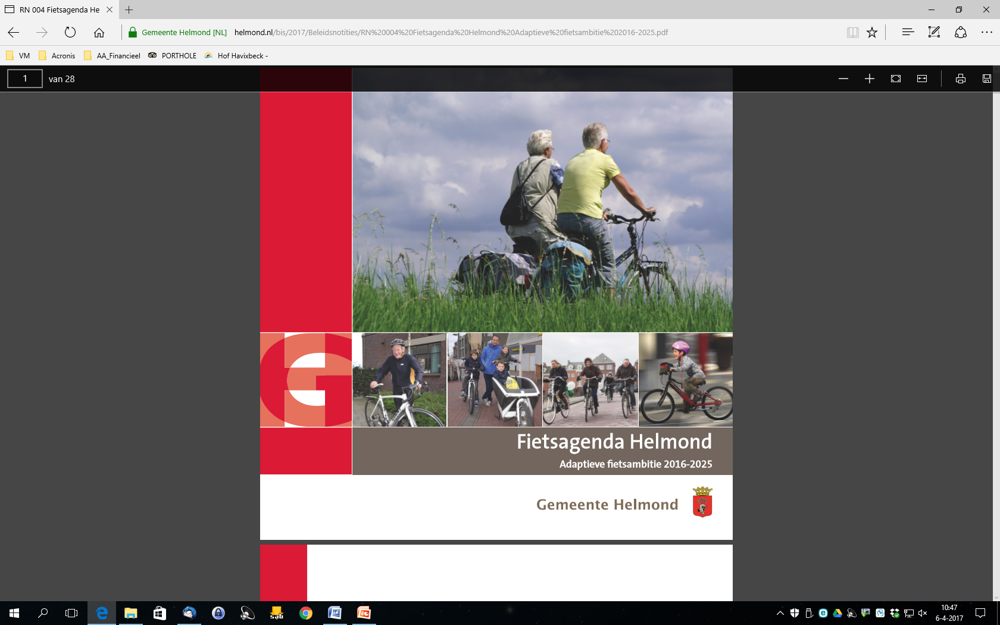 RN 004 Fietsagenda He
Gemeente Helmond [NL] helmond.nl/bis/2017/Beleidsnotities/RN%20004%20Fietsagenda%20Helmond%20Adaptieve%20fietsambitie%202016-2025.pdf
VM Acronis AA_Financieel PORTHOLE Hof Havixbeck -
1 van 28
Fietsagenda Helmond
Adaptieve fietsambitie 2016-2025
Gemeente Helmond
10:47
6-4-2017